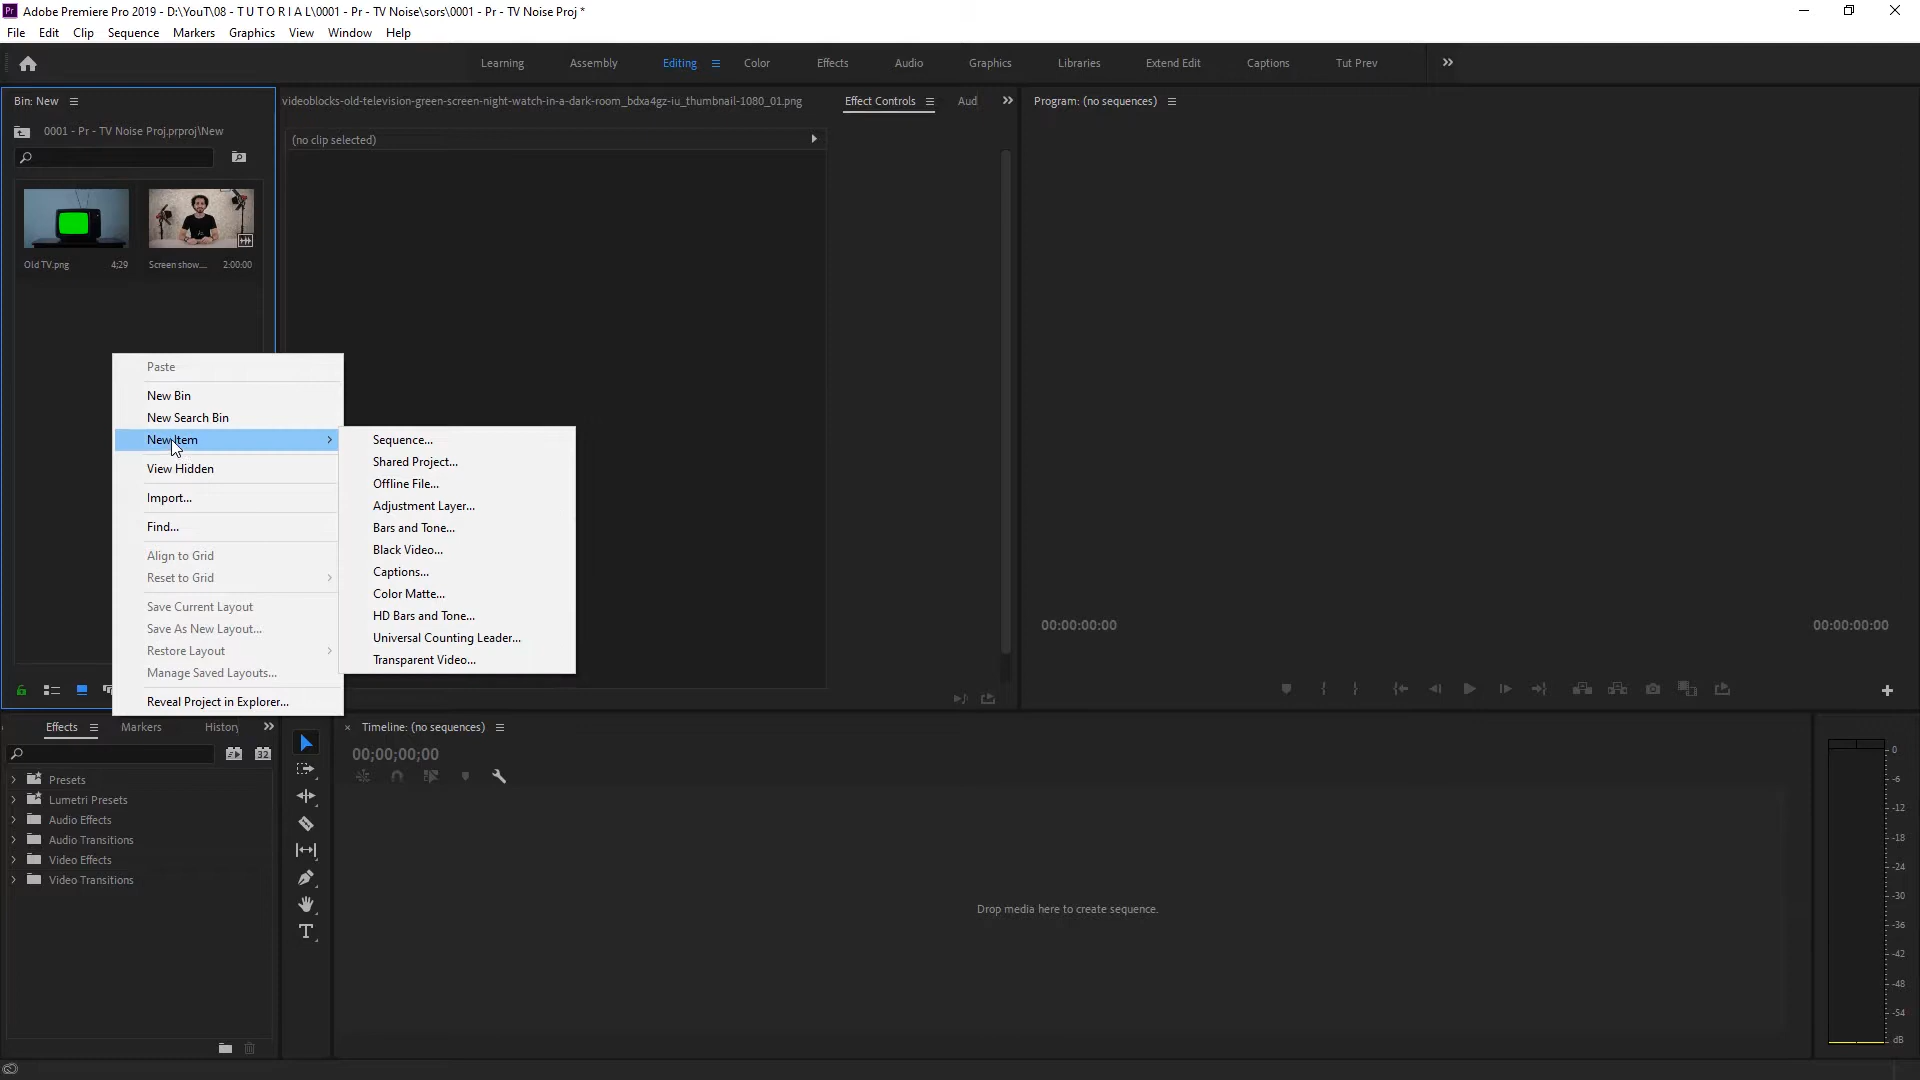 Adobe Premiere Pro 2019 - D:\YouT\08 - T U T O R I A L\0001 - Pr - TV Noise\sors\0001 - Pr - TV Noise Proj *
File Edit Clip Sequence Markers Graphics View Window Help
Learning Assembly Editing Color Effects Audio Graphics Libraries Extend Edit Captions Tut Prev
Bin: New
0001 - Pr - TV Noise Proj.prproj\New
Old TV.png 4;29
Screen show.... 2:00:00
videoblocks-old-television-green-screen-night-watch-in-a-dark-room_bdxa4gz-iu_thumbnail-1080_01.png
Effect Controls
Aud
(no clip selected)
Program: (no sequences)
00:00:00:00
00:00:00:00
Paste
New Bin
New Search Bin
New Item
View Hidden
Import...
Find...
Align to Grid
Reset to Grid
Save Current Layout
Save As New Layout...
Restore Layout
Manage Saved Layouts...
Reveal Project in Explorer...
Sequence...
Shared Project...
Offline File...
Adjustment Layer...
Bars and Tone...
Black Video...
Captions...
Color Matte...
HD Bars and Tone...
Universal Counting Leader...
Transparent Video...
Effects Markers Histor
32
Presets
Lumetri Presets
Audio Effects
Audio Transitions
Video Effects
Video Transitions
T
× Timeline: (no sequences)
00;00;00;00
Drop media here to create sequence.
0
-6
-12
-18
-24
-30
-36
-42
-48
-54
dB